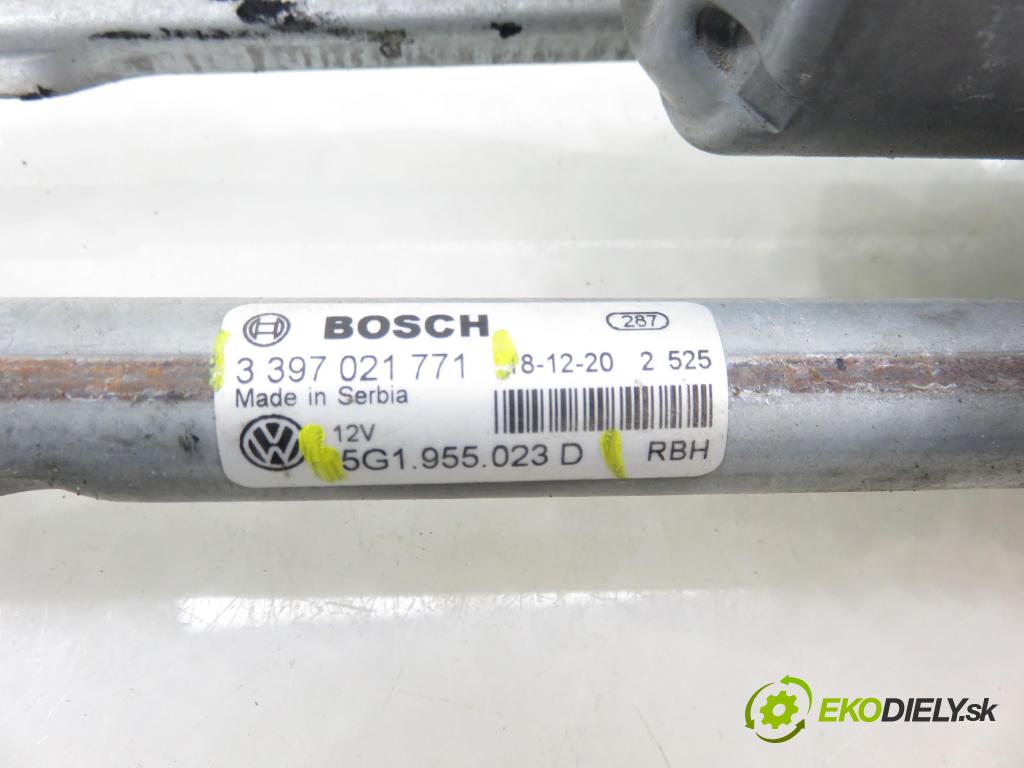 BOSCH 287
3 397 021 771 18-12-20 2 525
Made in Serbia
12V
5G1.955.023 D RBH
EKODIELY.sk